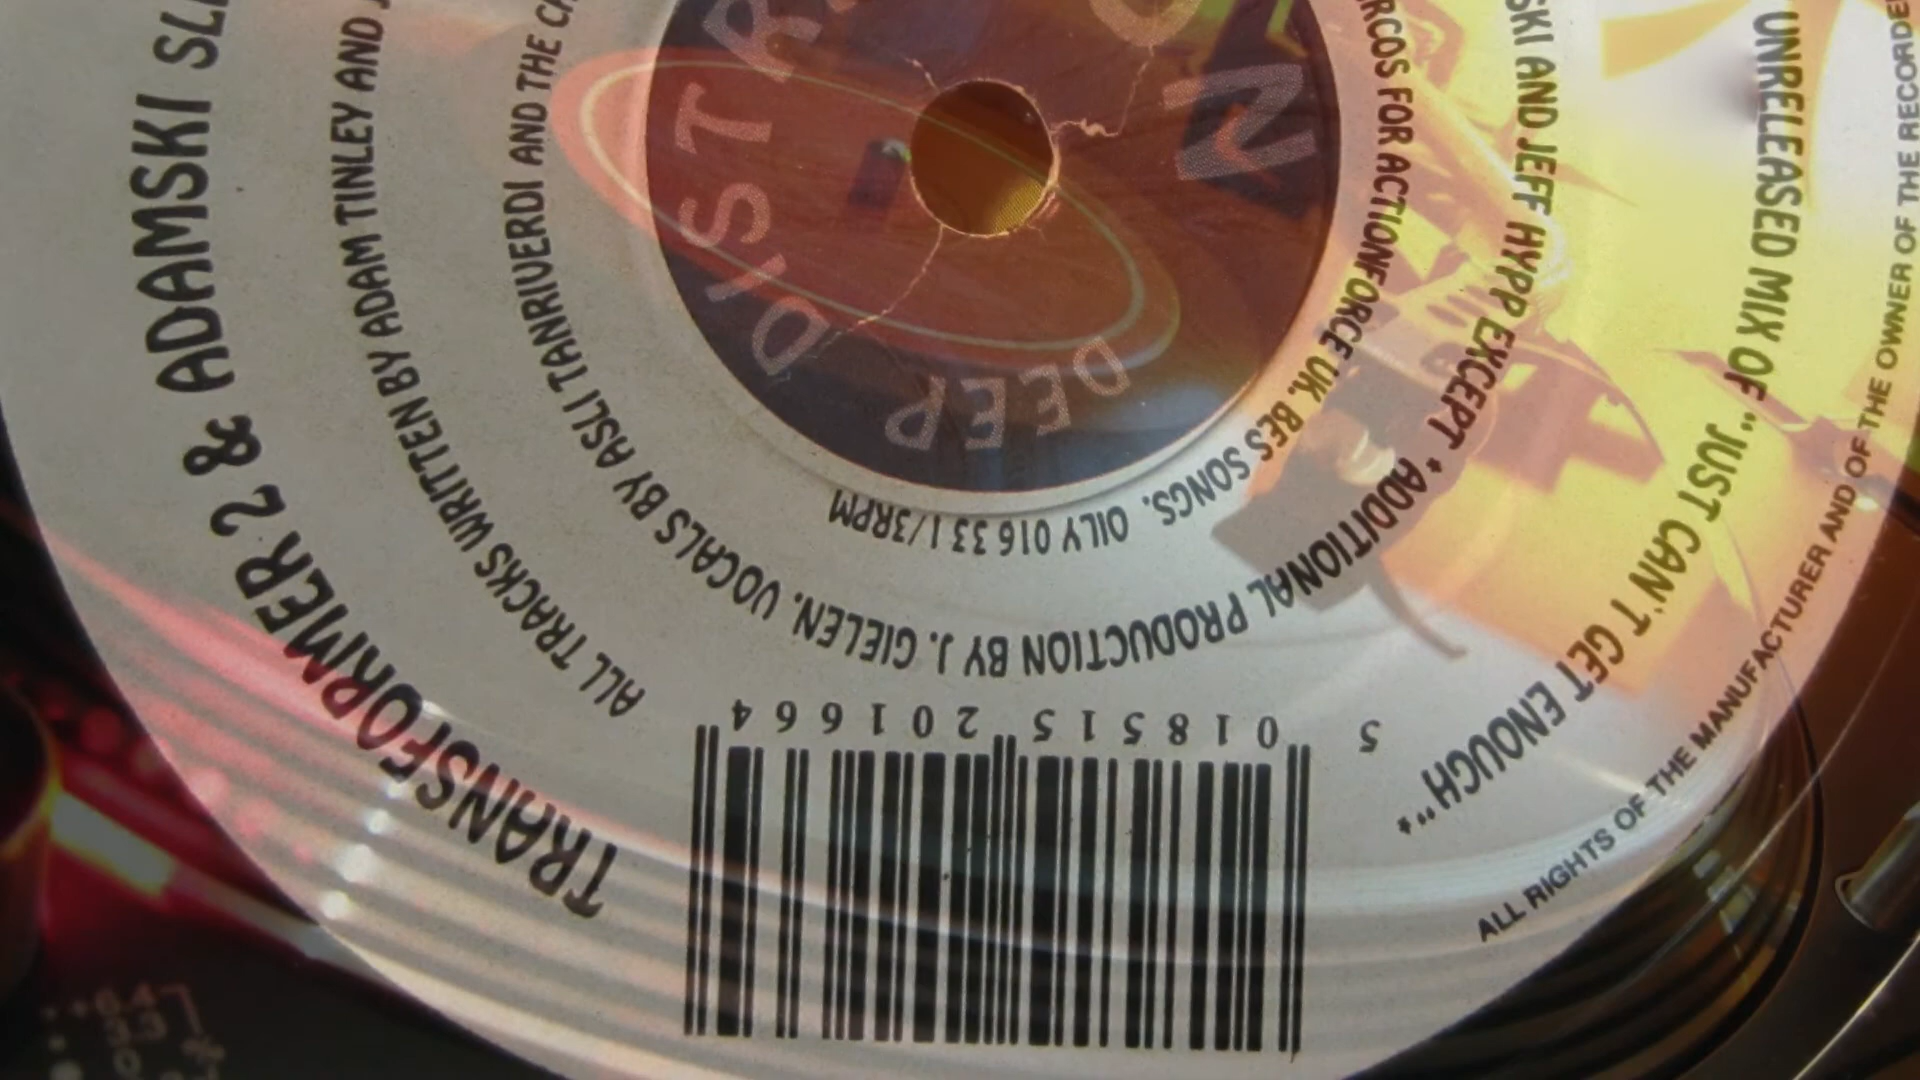 TRANSFORMER 2 & ADAMSKI
ALL TRACKS WRITTEN BY ADAM TINLEY AND
SKI AND JEFF HYPP EXCEPT * ADDITIONAL PRODUCTION BY J. GIELEN. VOCALS BY ASLI TANRIVERDI AND THE
FOR ACTIONFORCE UK. BES SONGS. OILY 016 33 1/3RPM
UNRELEASED MIX OF "JUST CAN'T GET ENOUGH"*
ALL RIGHTS OF THE MANUFACTURER AND OF THE OWNER OF THE
DEEP DIST
N
5 018515 201664